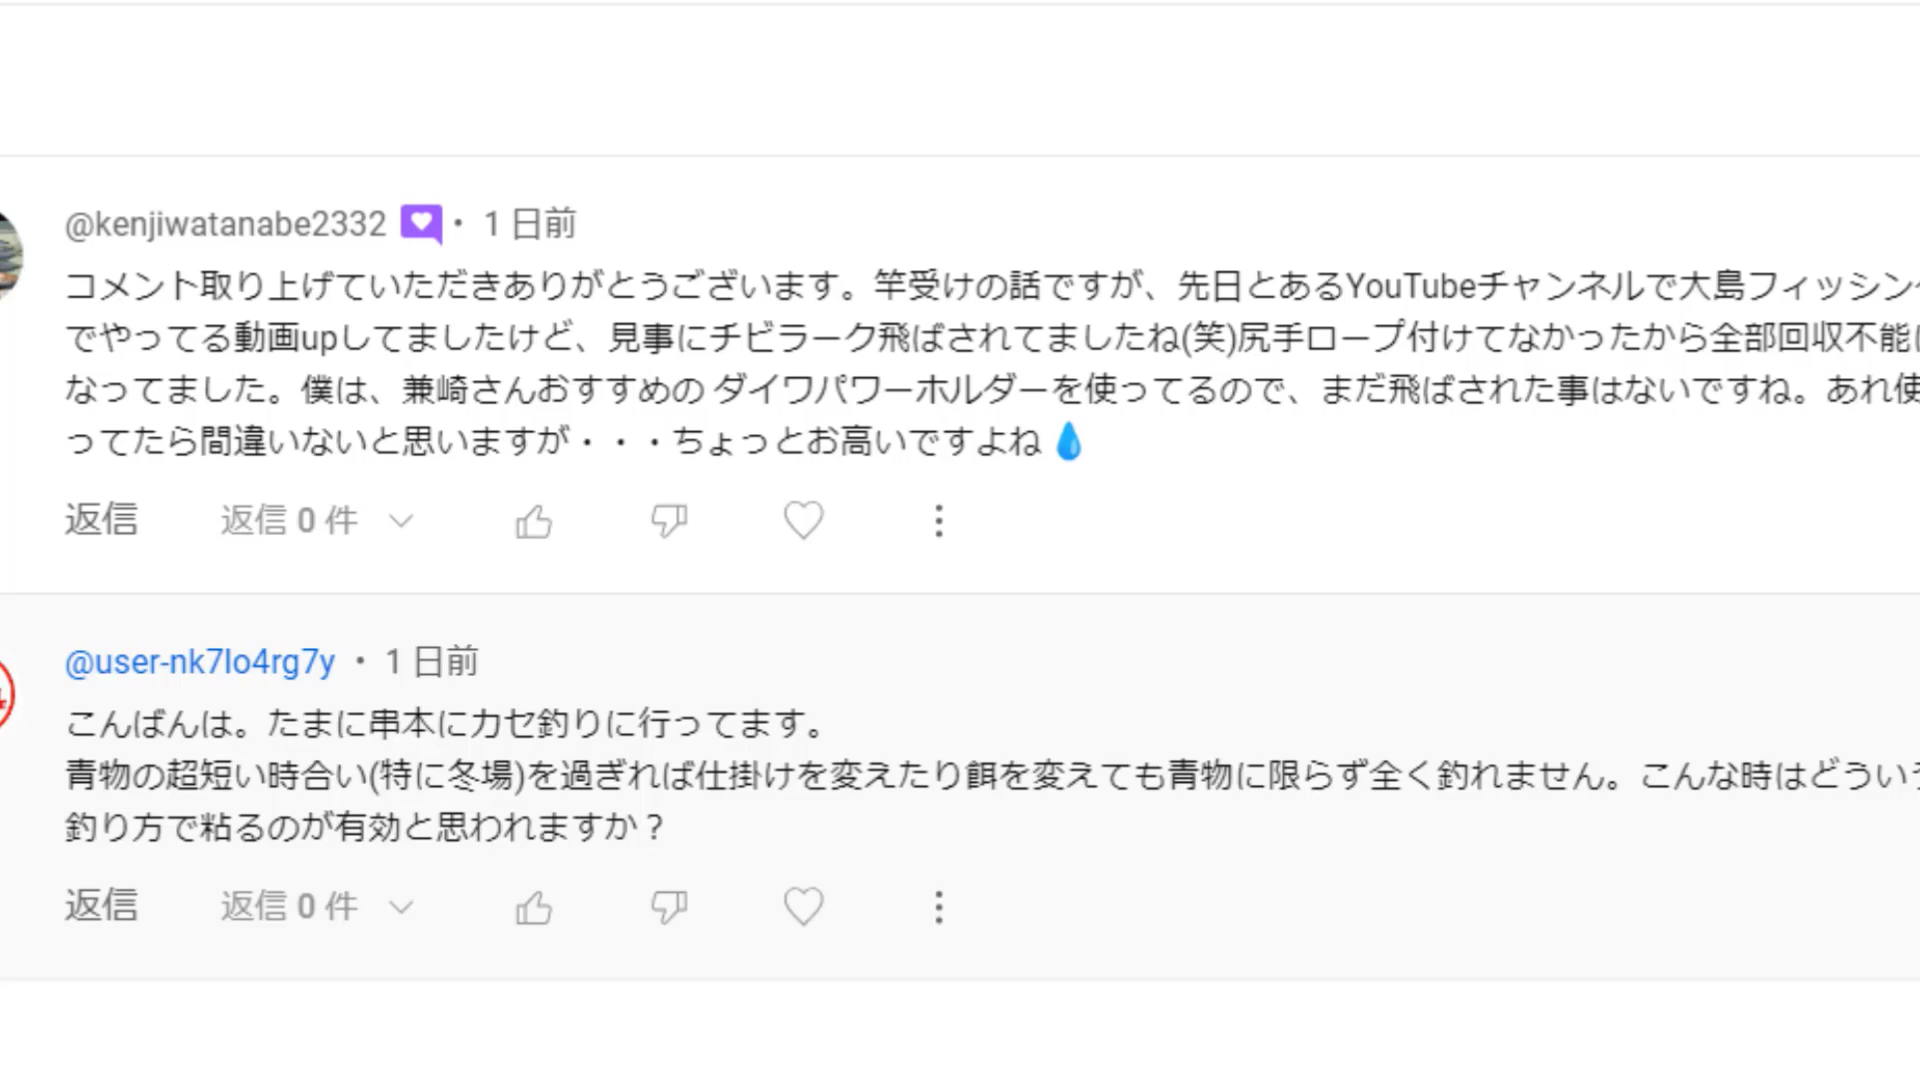 @kenjiwatanabe2332 ・ 1 日前
コメント取り上げていただきありがとうございます。竿受けの話ですが、先日とあるYouTubeチャンネルで大島フィッシン
でやってる動画upしてましたけど、見事にチビラーク飛ばされてましたね(笑)尻手ロープ付けてなかったから全部回収不能に
なってました。僕は、兼崎さんおすすめの ダイワパワーホルダーを使ってるので、まだ飛ばされた事はないですね。あれ使
ってたら間違いないと思いますが・・・ちょっとお高いですよね💧
返信 返信 0 件
@user-nk7lo4rg7y ・ 1 日前
こんばんは。たまに串本にカセ釣りに行ってます。
青物の超短い時合い(特に冬場)を過ぎれば仕掛けを変えたり餌を変えても青物に限らず全く釣れません。こんな時はどういう
釣り方で粘るのが有効と思われますか？
返信 返信 0 件